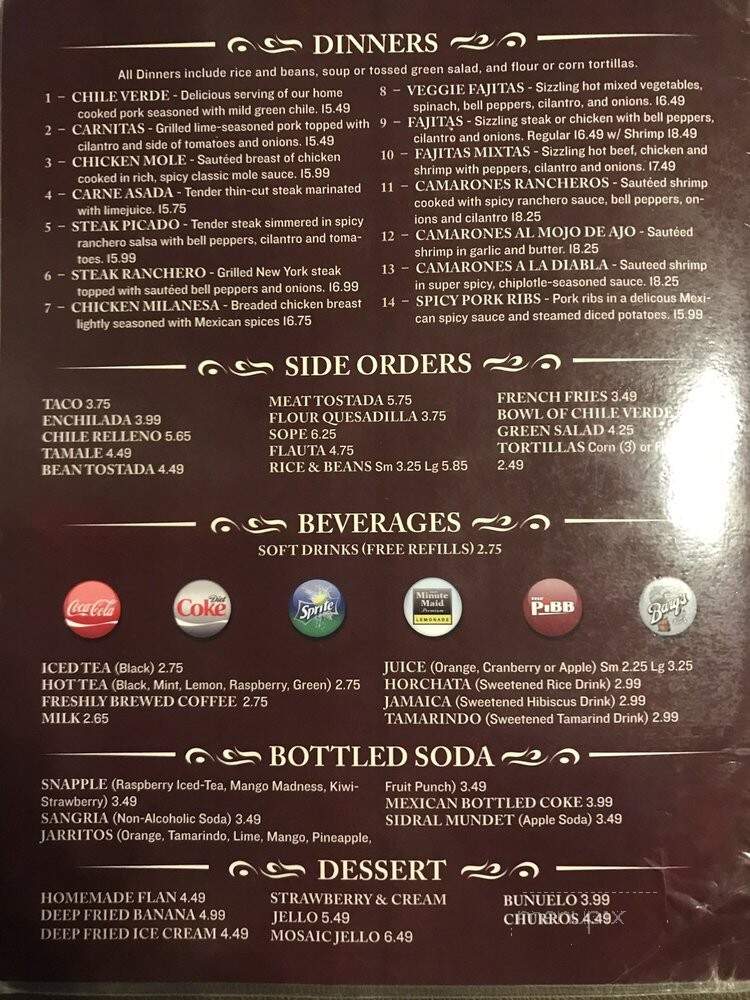 DINNERS
All Dinners include rice and beans, soup or tossed green salad, and flour or corn tortillas.
1 - CHILE VERDE - Delicious serving of our home
cooked pork seasoned with mild green chile. 15.49
2 - CARNITAS - Grilled lime-seasoned pork topped with
cilantro and side of tomatoes and onions. 15.49
3 - CHICKEN MOLE - Sautéed breast of chicken
cooked in rich, spicy classic mole sauce. 15.99
4 - CARNE ASADA - Tender thin-cut steak marinated
with limejuice. 15.75
5 - STEAK PICADO - Tender steak simmered in spicy
ranchero salsa with bell peppers, cilantro and toma-
toes. 15.99
6 - STEAK RANCHERO - Grilled New York steak
topped with sautéed bell peppers and onions. 16.99
7 - CHICKEN MILANESA - Breaded chicken breast
lightly seasoned with Mexican spices 16.75
8 - VEGGIE FAJITAS - Sizzling hot mixed vegetables,
spinach, bell peppers, cilantro, and onions. 16.49
9 - FAJITAS - Sizzling steak or chicken with bell peppers,
cilantro and onions. Regular 16.49 w/ Shrimp 18.49
10 - FAJITAS MIXTAS - Sizzling hot beef, chicken and
shrimp with peppers, cilantro and onions. 17.49
11 - CAMARONES RANCHEROS - Sautéed shrimp
cooked with spicy ranchero sauce, bell peppers, on-
ions and cilantro 18.25
12 - CAMARONES AL MOJO DE AJO - Sautéed
shrimp in garlic and butter. 18.25
13 - CAMARONES A LA DIABLA - Sauteed shrimp
in super spicy, chiplotle-seasoned sauce. 18.25
14 - SPICY PORK RIBS - Pork ribs in a delicous Mexi-
can spicy sauce and steamed diced potatoes. 15.99
SIDE ORDERS
TACO 3.75
ENCHILADA 3.99
CHILE RELLENO 5.65
TAMALE 4.49
BEAN TOSTADA 4.49
MEAT TOSTADA 5.75
FLOUR QUESADILLA 3.75
SOPE 6.25
FLAUTA 4.75
RICE & BEANS Sm 3.25 Lg 5.85
FRENCH FRIES 3.49
BOWL OF CHILE VERDE
GREEN SALAD 4.25
TORTILLAS Corn (3) or
2.49
BEVERAGES
SOFT DRINKS (FREE REFILLS) 2.75
Coca-Cola
Diet
Coke
Sprite
Minute
Maid
Premium
LEMONADE
PiBB
Barq's
ICED TEA (Black) 2.75
HOT TEA (Black, Mint, Lemon, Raspberry, Green) 2.75
FRESHLY BREWED COFFEE 2.75
MILK 2.65
JUICE (Orange, Cranberry or Apple) Sm 2.25 Lg 3.25
HORCHATA (Sweetened Rice Drink) 2.99
JAMAICA (Sweetened Hibiscus Drink) 2.99
TAMARINDO (Sweetened Tamarind Drink) 2.99
BOTTLED SODA
SNAPPLE (Raspberry Iced-Tea, Mango Madness, Kiwi-
Strawberry) 3.49
SANGRIA (Non-Alcoholic Soda) 3.49
JARRITOS (Orange, Tamarindo, Lime, Mango, Pineapple,
Fruit Punch) 3.49
MEXICAN BOTTLED COKE 3.99
SIDRAL MUNDET (Apple Soda) 3.49
DESSERT
HOMEMADE FLAN 4.49
DEEP FRIED BANANA 4.99
DEEP FRIED ICE CREAM 4.49
STRAWBERRY & CREAM
JELLO 5.49
MOSAIC JELLO 6.49
BUNUELO 3.99
CHURROS 4.49
menupix